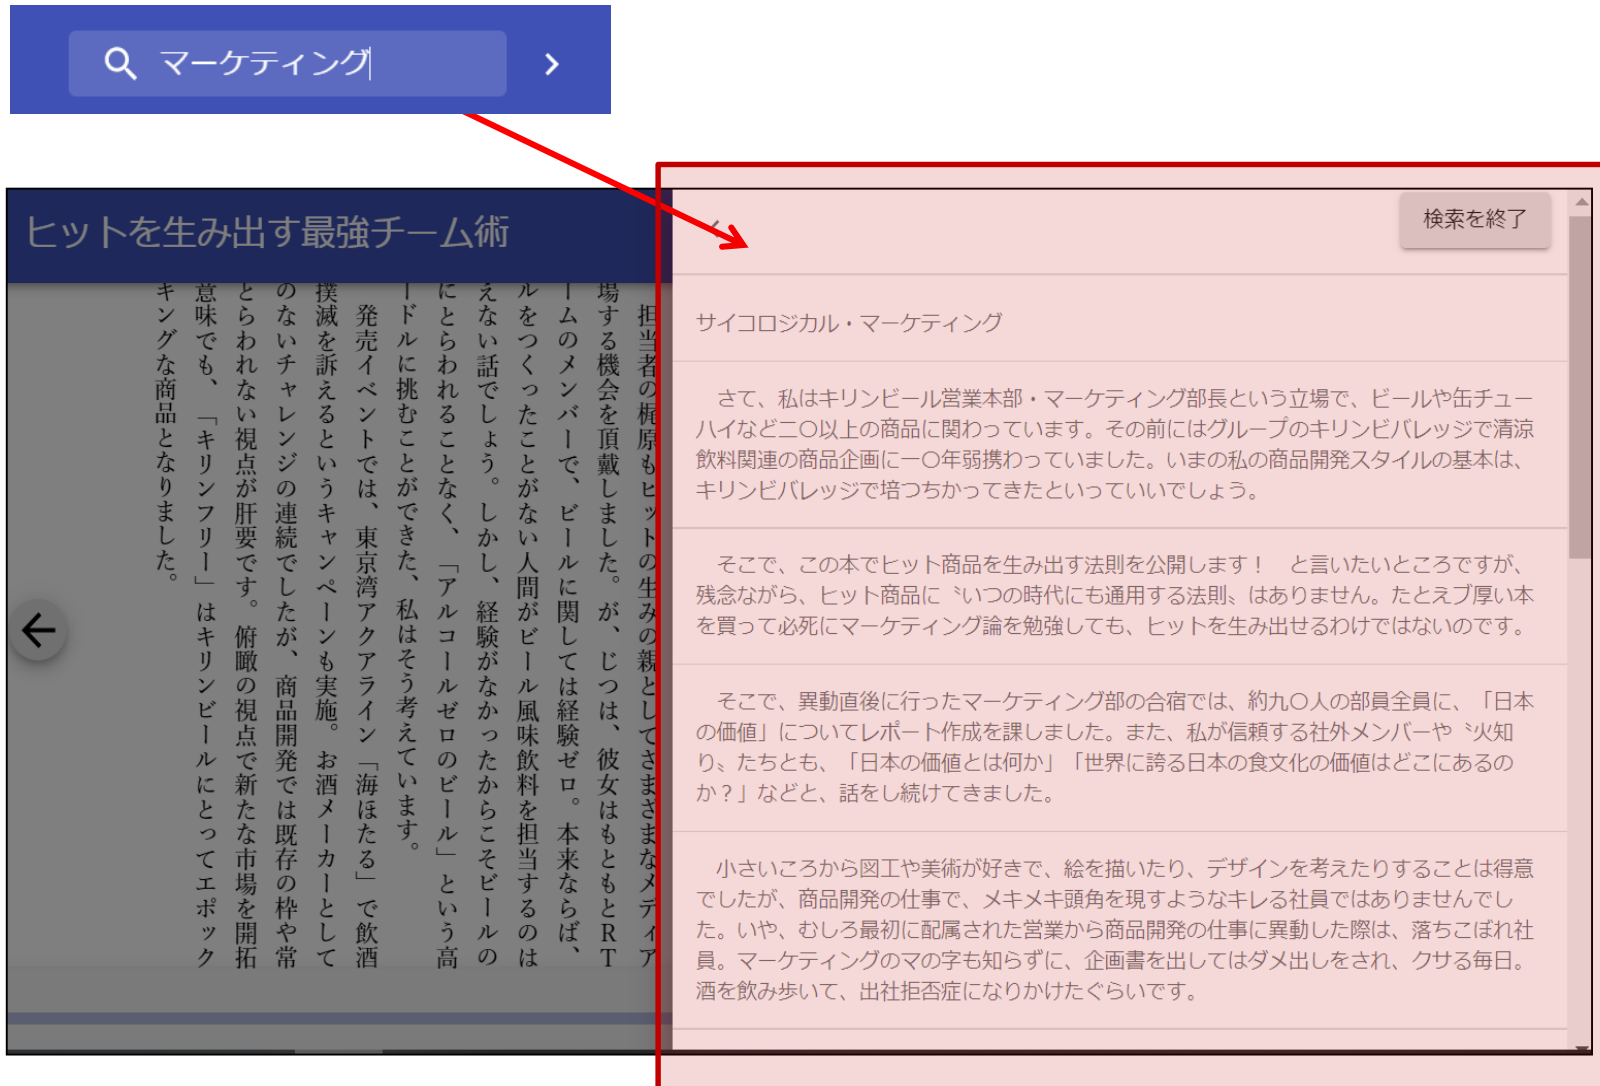 マーケティング
ヒットを生み出す最強チーム術
担当者の梶原もヒットの生みの親としてさまざまなメディア
場する機会を頂戴しました。が、じつは、彼女はもともとRT
ームのメンバーで、ビールに関しては経験ゼロ。本来ならば、
ルをつくったことがない人間がビール風味飲料を担当するのは
えない話でしょう。しかし、経験がなかったからこそビールの
にとらわれることなく、「アルコールゼロのビール」という高
ードルに挑むことができた、私はそう考えています。
発売イベントでは、東京湾アクアライン「海ほたる」で飲酒
撲滅を訴えるというキャンペーンも実施。お酒メーカーとして
のないチャレンジの連続でしたが、商品開発では既存の枠や常
とらわれない視点が肝要です。俯瞰の視点で新たな市場を開拓
意味でも、「キリンフリー」はキリンビールにとってエポック
キングな商品となりました。
検索を終了
サイコロジカル・マーケティング
さて、私はキリンビール営業本部・マーケティング部長という立場で、ビールや缶チュー
ハイなど二〇以上の商品に関わっています。その前にはグループのキリンビバレッジで清涼
飲料関連の商品企画に一〇年弱携わっていました。いまの私の商品開発スタイルの基本は、
キリンビバレッジで培つちかってきたといっていいでしょう。
そこで、この本でヒット商品を生み出す法則を公開します！　と言いたいところですが、
残念ながら、ヒット商品に〝いつの時代にも通用する法則〟はありません。たとえブ厚い本
を買って必死にマーケティング論を勉強しても、ヒットを生み出せるわけではないのです。
そこで、異動直後に行ったマーケティング部の合宿では、約九〇人の部員全員に、「日本
の価値」についてレポート作成を課しました。また、私が信頼する社外メンバーや〝火知
り〟たちとも、「日本の価値とは何か」「世界に誇る日本の食文化の価値はどこにあるの
か？」などと、話をし続けてきました。
小さいころから図工や美術が好きで、絵を描いたり、デザインを考えたりすることは得意
でしたが、商品開発の仕事で、メキメキ頭角を現すようなキレる社員ではありませんでし
た。いや、むしろ最初に配属された営業から商品開発の仕事に異動した際は、落ちこぼれ社
員。マーケティングのマの字も知らずに、企画書を出してはダメ出しをされ、クサる毎日。
酒を飲み歩いて、出社拒否症になりかけたぐらいです。